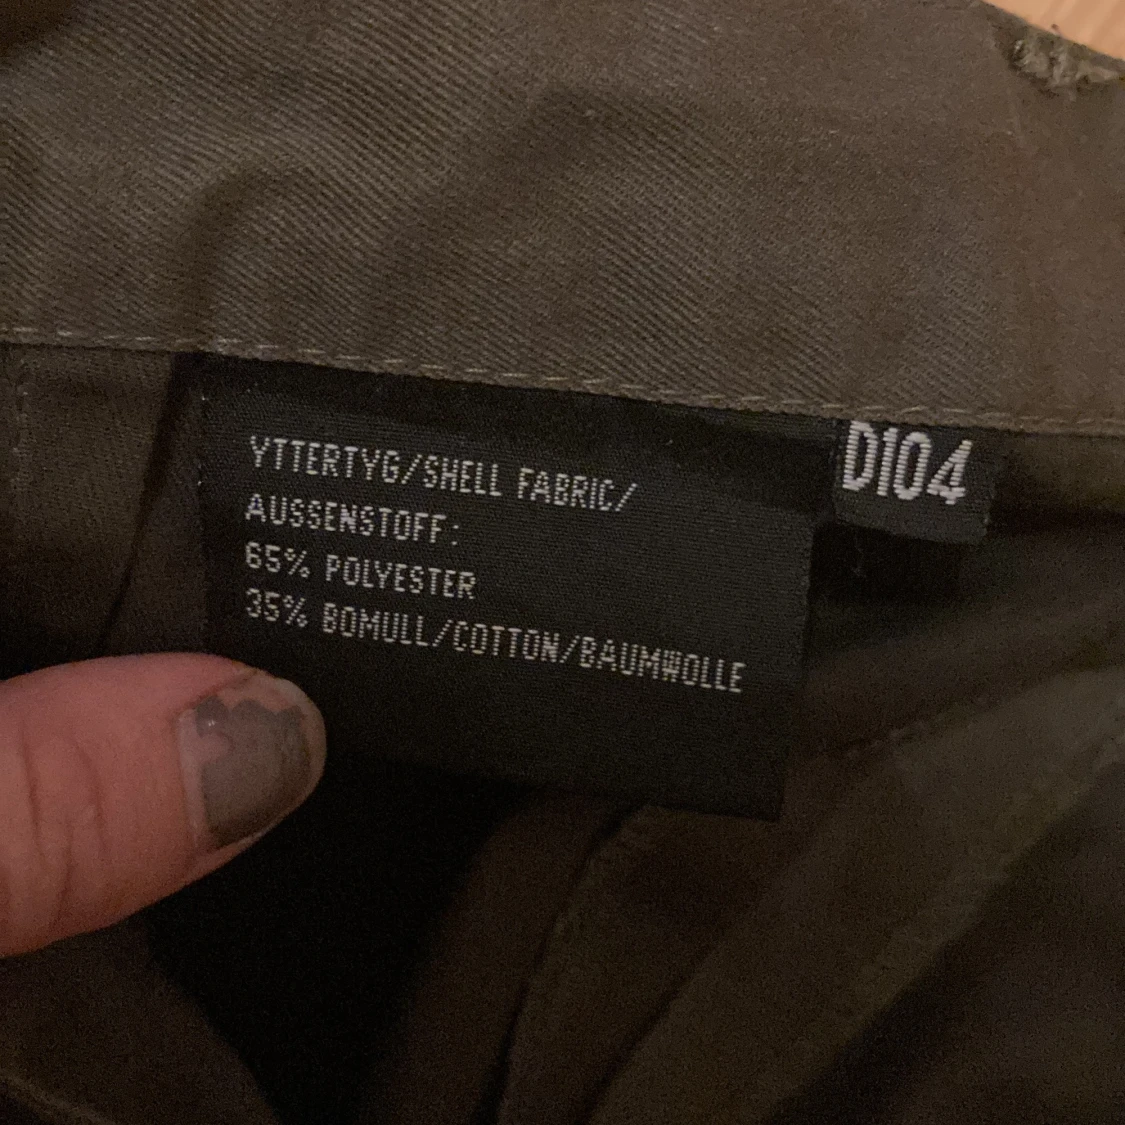 YTTERTYG/SHELL FABRIC/
AUSSENSTOFF:
65% POLYESTER
35% BOMULL/COTTON/BAUMWOLLE
D104